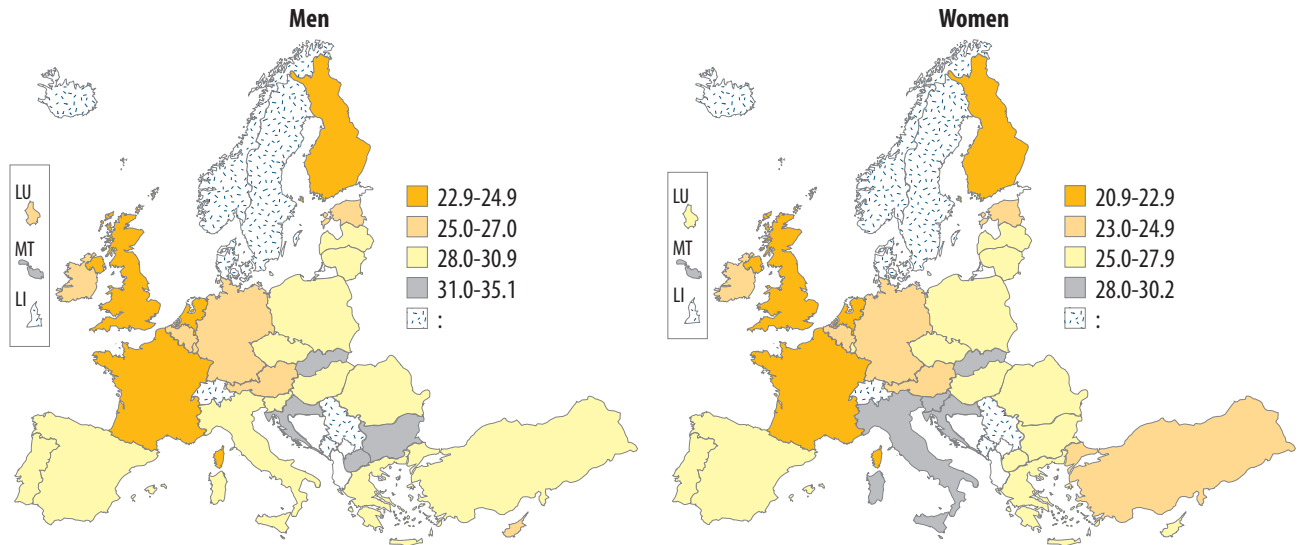 Men
LU
MT
LI
22.9-24.9
25.0-27.0
28.0-30.9
31.0-35.1
:
Women
LU
MT
LI
20.9-22.9
23.0-24.9
25.0-27.9
28.0-30.2
: